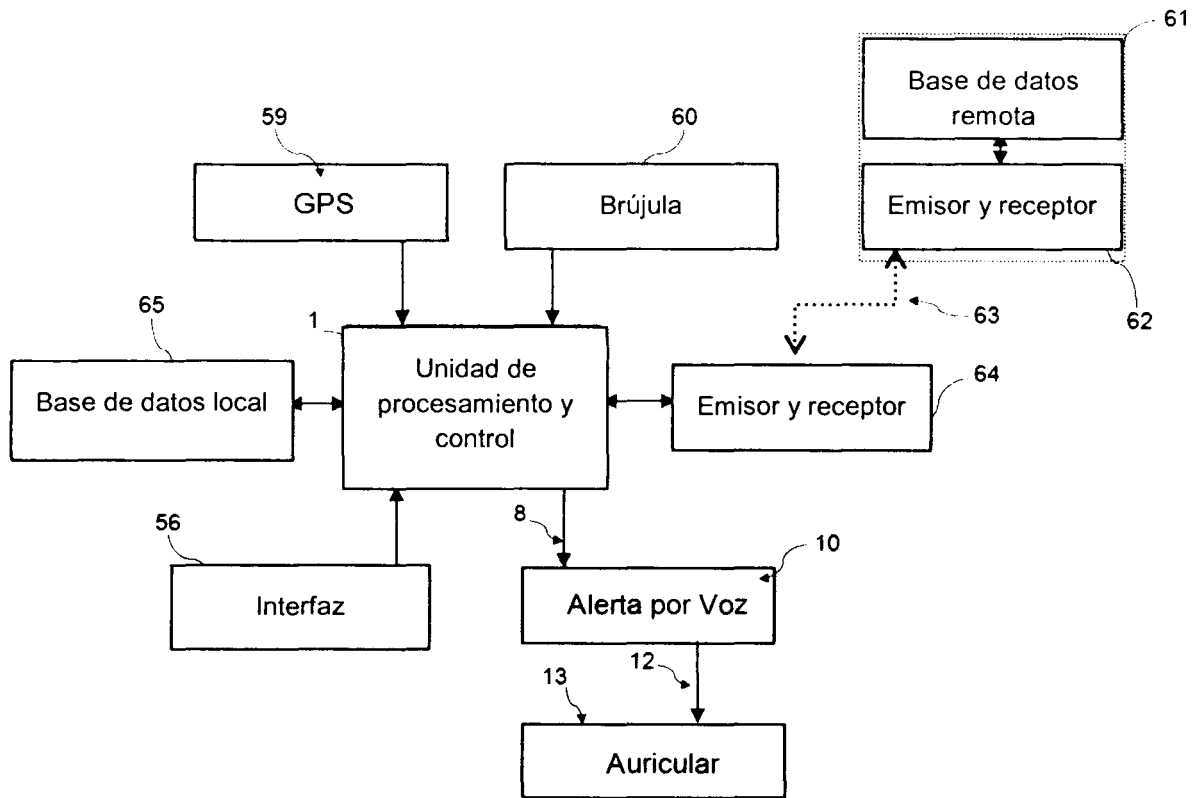 61
Base de datos
remota
59
60
GPS
Brújula
Emisor y receptor
63
62
65
1
Unidad de
procesamiento y
control
64
Base de datos local
Emisor y receptor
56
8
10
Interfaz
Alerta por Voz
12
13
Auricular